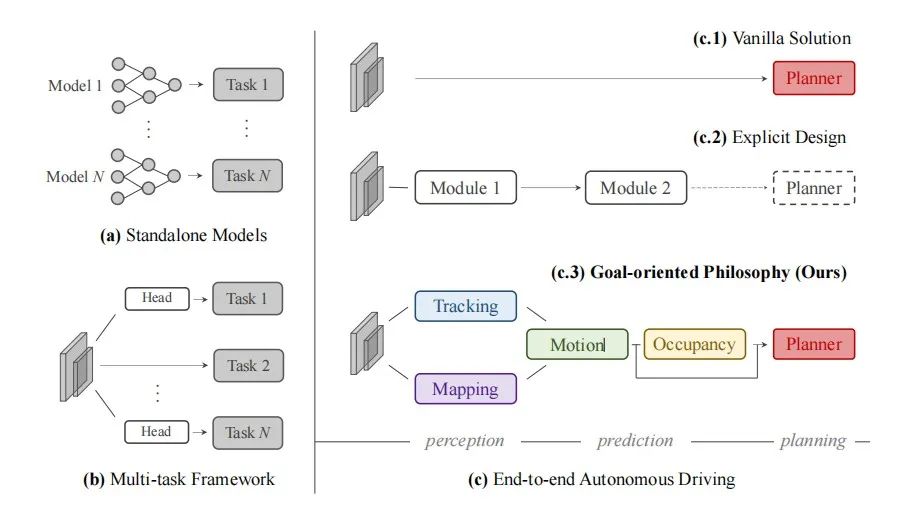 Model 1
Task 1
Model N
Task N
(a) Standalone Models
Head
Task 1
Task 2
Head
Task N
(b) Multi-task Framework
(c.1) Vanilla Solution
Planner
(c.2) Explicit Design
Module 1
Module 2
Planner
(c.3) Goal-oriented Philosophy (Ours)
Tracking
Motion
Occupancy
Planner
Mapping
perception
prediction
planning
(c) End-to-end Autonomous Driving